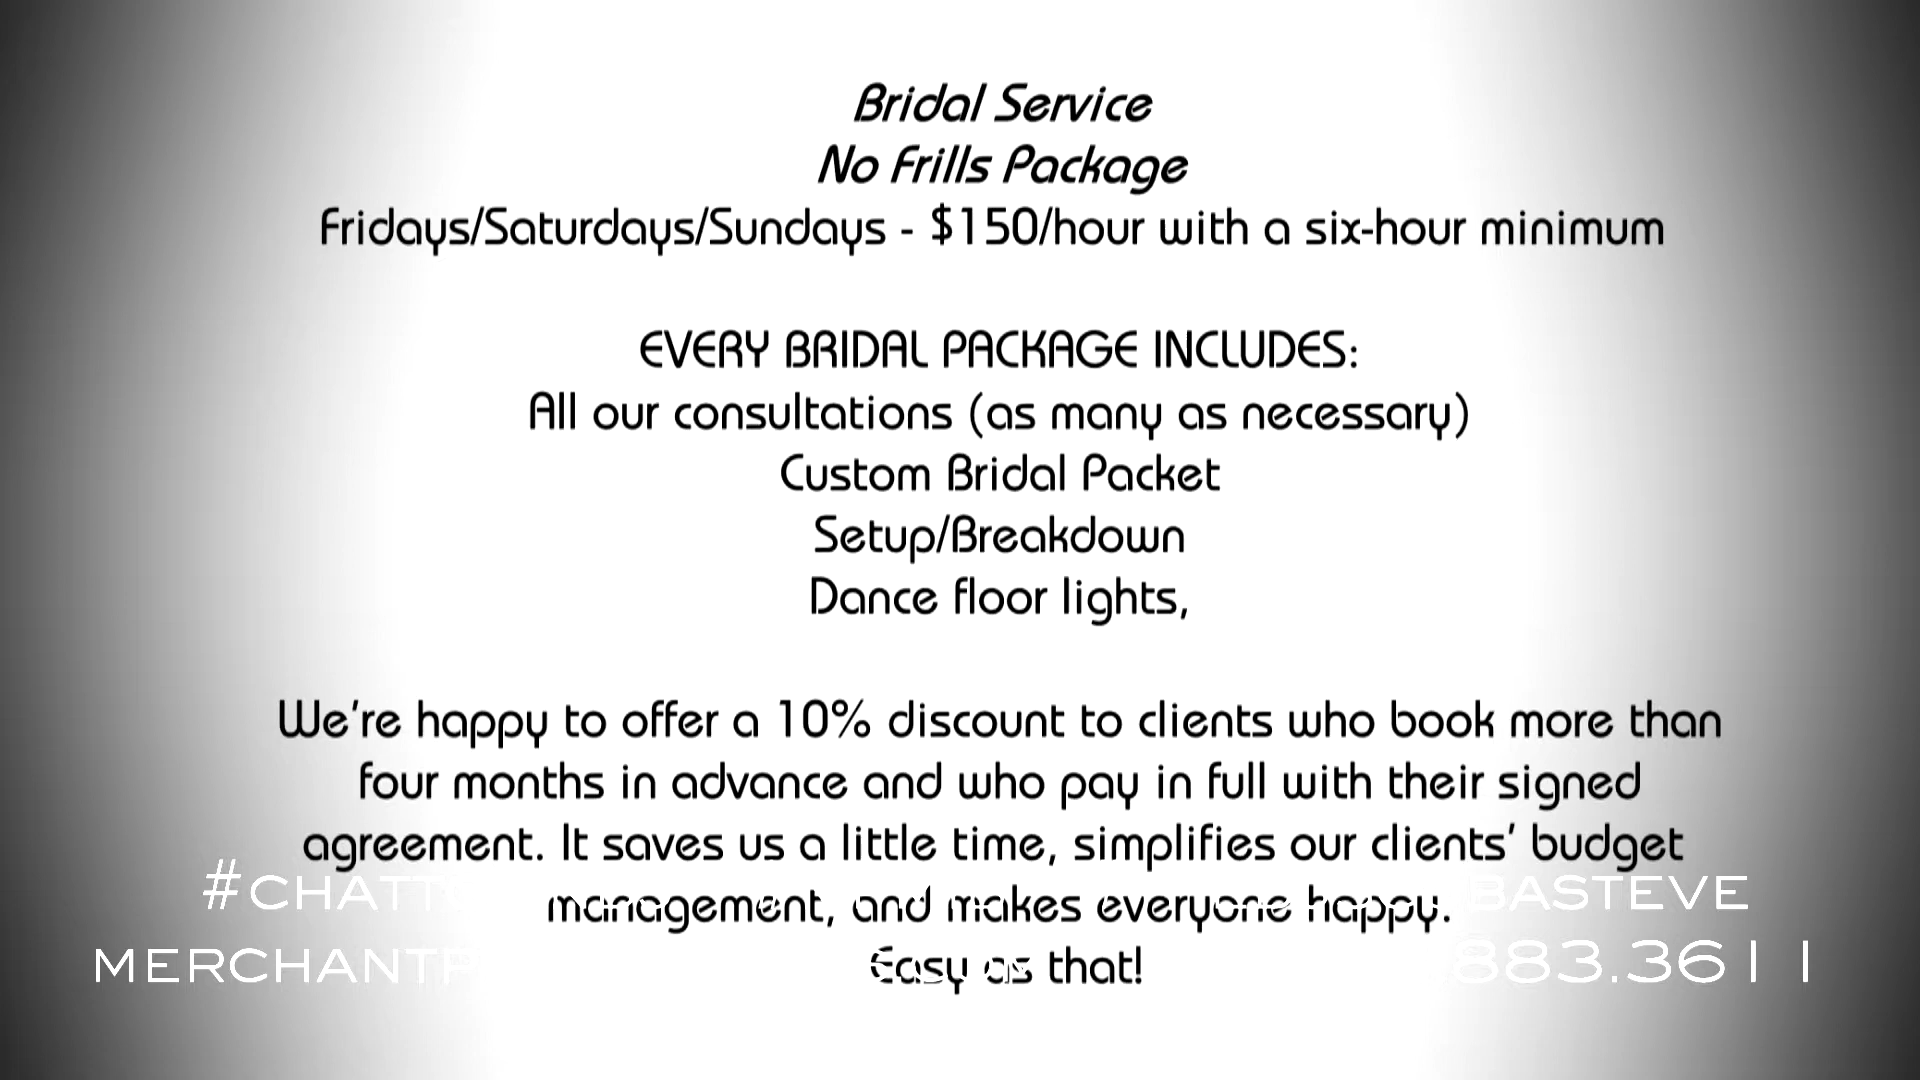 Bridal Service
No Frills Package
Fridays/Saturdays/Sundays - $150/hour with a six-hour minimum
EVERY BRIDAL PACKAGE INCLUDES:
All our consultations (as many as necessary)
Custom Bridal Packet
Setup/Breakdown
Dance floor lights,
We're happy to offer a 10% discount to clients who book more than
four months in advance and who pay in full with their signed
agreement. It saves us a little time, simplifies our clients' budget
management, and makes everyone happy.
Easy as that!
883.3611